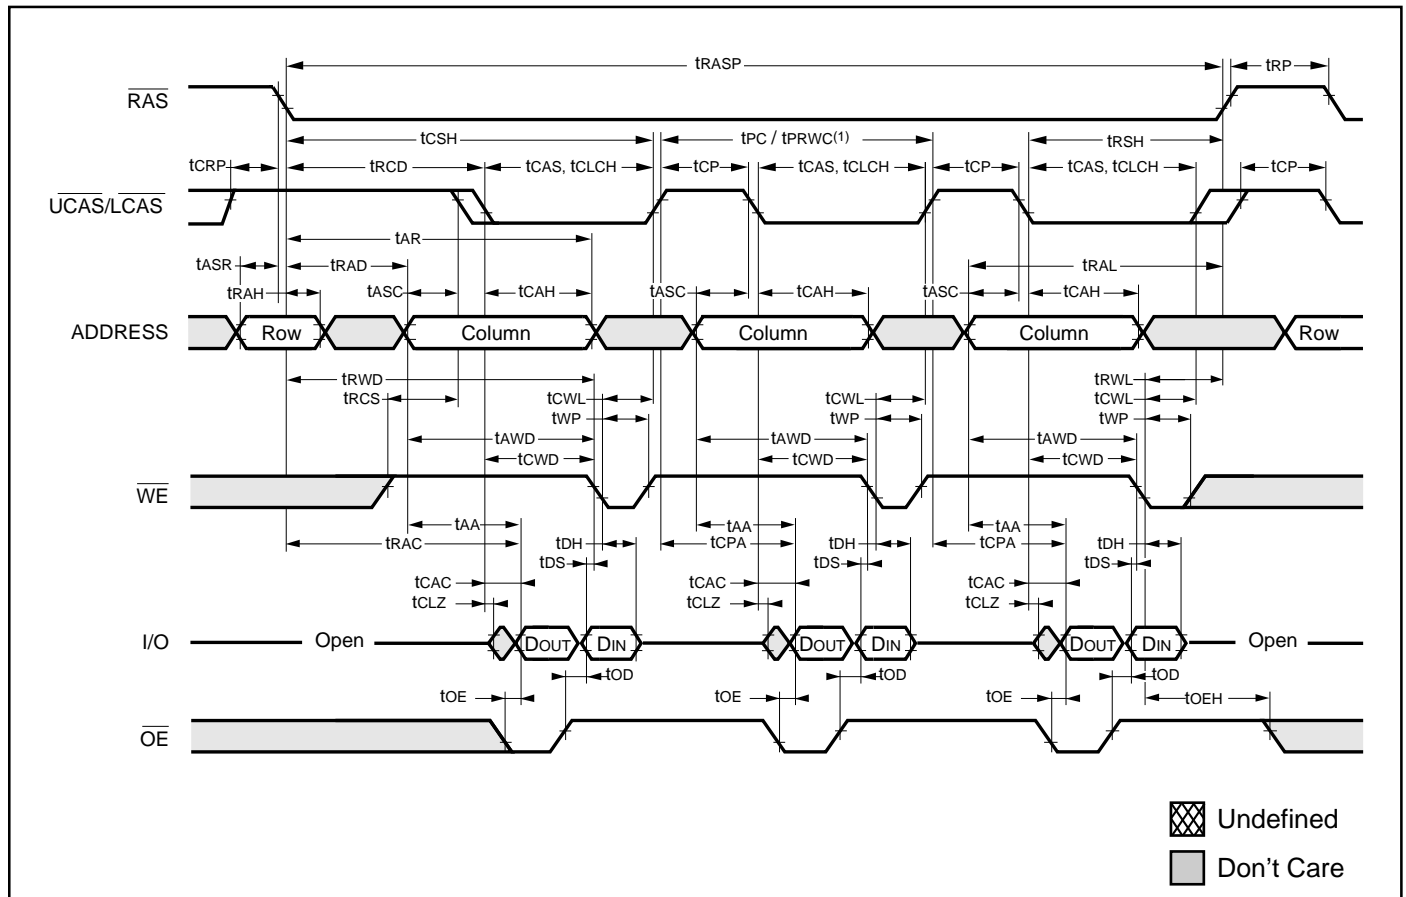 tRASP tRP
RAS
tCSH tPC / tPRWC(1) tRSH
tCRP tRCD tCAS, tCLCH tCP tCAS, tCLCH tCP tCAS, tCLCH tCP
UCAS/LCAS
tAR
tASR tRAD tRAL
tRAH tASC tCAH tASC tCAH tASC tCAH
ADDRESS Row Column Column Column Row
tRWD tRWL
tRCS tCWL tCWL tCWL
tWP tWP tWP
tAWD tAWD tAWD
tCWD tCWD tCWD
WE
tAA tAA tAA
tRAC tDH tCPA tDH tCPA tDH
tDS tDS tDS
tCAC tCAC tCAC
tCLZ tCLZ tCLZ
I/O Open DOUT DIN DOUT DIN DOUT DIN Open
tOD tOD tOD
tOE tOE tOE tOEH
OE
Undefined
Don't Care